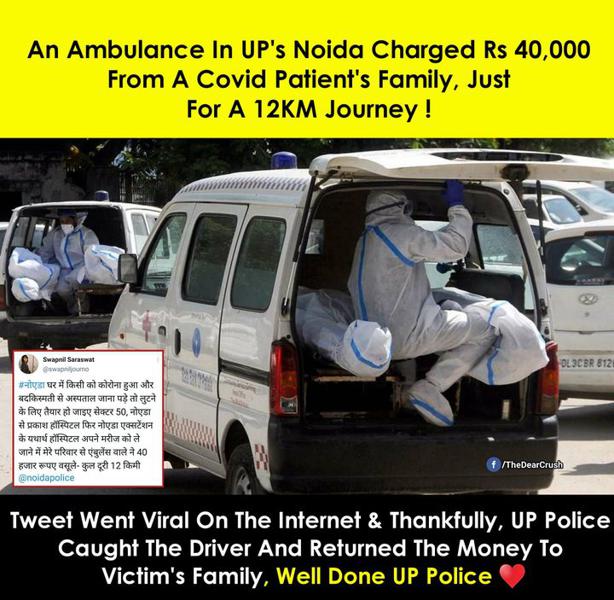 An Ambulance In UP's Noida Charged Rs 40,000
From A Covid Patient's Family, Just
For A 12KM Journey !
DL3CBR 812
Swapnil Saraswat
@swapniljourno
#नोएडा घर में किसी को कोरोना हुआ और
बदकिस्मती से अस्पताल जाना पड़े तो लुटने
के लिए तैयार हो जाइए सेक्टर 50, नोएडा
से प्रकाश हॉस्पिटल फिर नोएडा एक्सटेंशन
के यथार्थ हॉस्पिटल अपने मरीज को ले
जाने में मेरे परिवार से एंबुलेंस वाले ने 40
हजार रूपए वसूले- कुल दूरी 12 किमी
@noidapolice
f /TheDearCrush
Tweet Went Viral On The Internet & Thankfully, UP Police
Caught The Driver And Returned The Money To
Victim's Family, Well Done UP Police ❤️